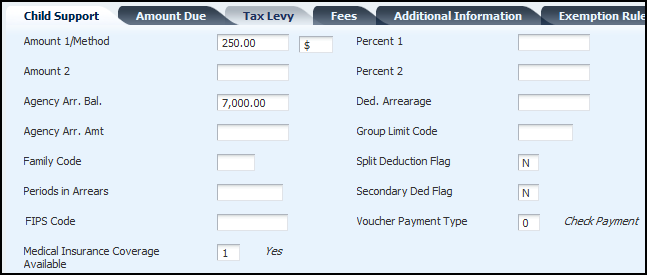 Child Support Amount Due Tax Levy Fees Additional Information Exemption Rule
Amount 1/Method 250.00 $ Percent 1
Amount 2 Percent 2
Agency Arr. Bal. 7,000.00 Ded. Arrearage
Agency Arr. Amt Group Limit Code
Family Code Split Deduction Flag N
Periods in Arrears Secondary Ded Flag N
FIPS Code Voucher Payment Type 0 Check Payment
Medical Insurance Coverage
Available 1 Yes